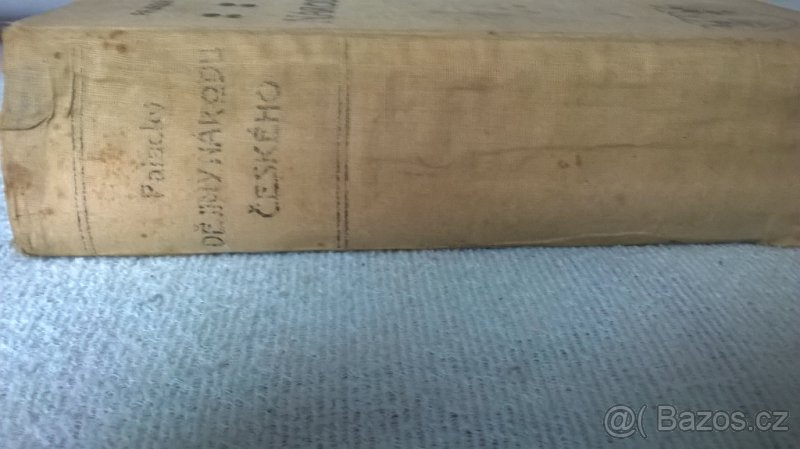 Palacký
DĚJINY NÁRODU
ČESKÉHO
@ Bazos.cz